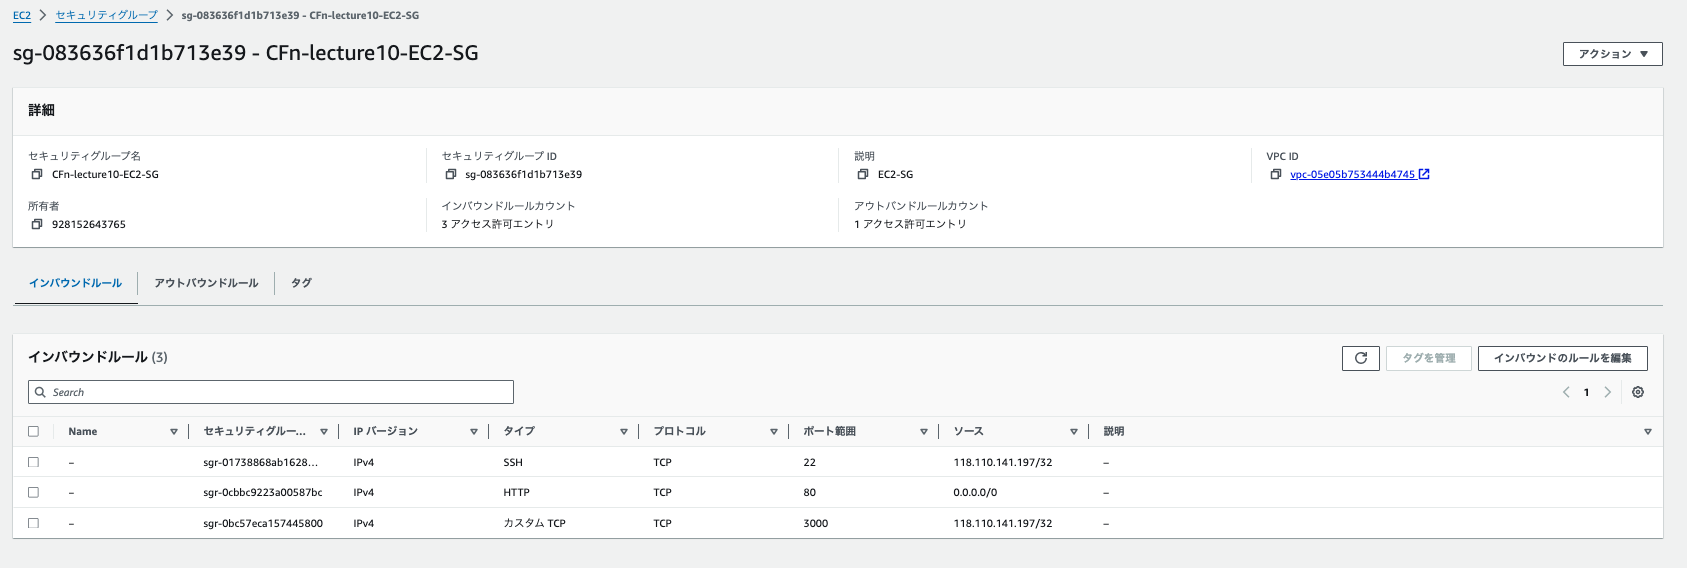 EC2 > セキュリティグループ > sg-083636f1d1b713e39 - CFn-lecture10-EC2-SG
sg-083636f1d1b713e39 - CFn-lecture10-EC2-SG
アクション ▼
詳細
セキュリティグループ名 セキュリティグループ ID 説明 VPC ID
CFn-lecture10-EC2-SG sg-083636f1d1b713e39 EC2-SG vpc-05e05b753444b4745
所有者 インバウンドルールカウント アウトバンドルールカウント
928152643765 3 アクセス許可エントリ 1 アクセス許可エントリ
インバウンドルール アウトバウンドルール タグ
インバウンドルール (3)
タグを管理 インバウンドのルールを編集
Search
1
Name セキュリティグルー... IP バージョン タイプ プロトコル ポート範囲 ソース 説明
– sgr-01738868ab1628... IPv4 SSH TCP 22 118.110.141.197/32 –
– sgr-0cbbc9223a00587bc IPv4 HTTP TCP 80 0.0.0.0/0 –
– sgr-0bc57eca157445800 IPv4 カスタム TCP TCP 3000 118.110.141.197/32 –